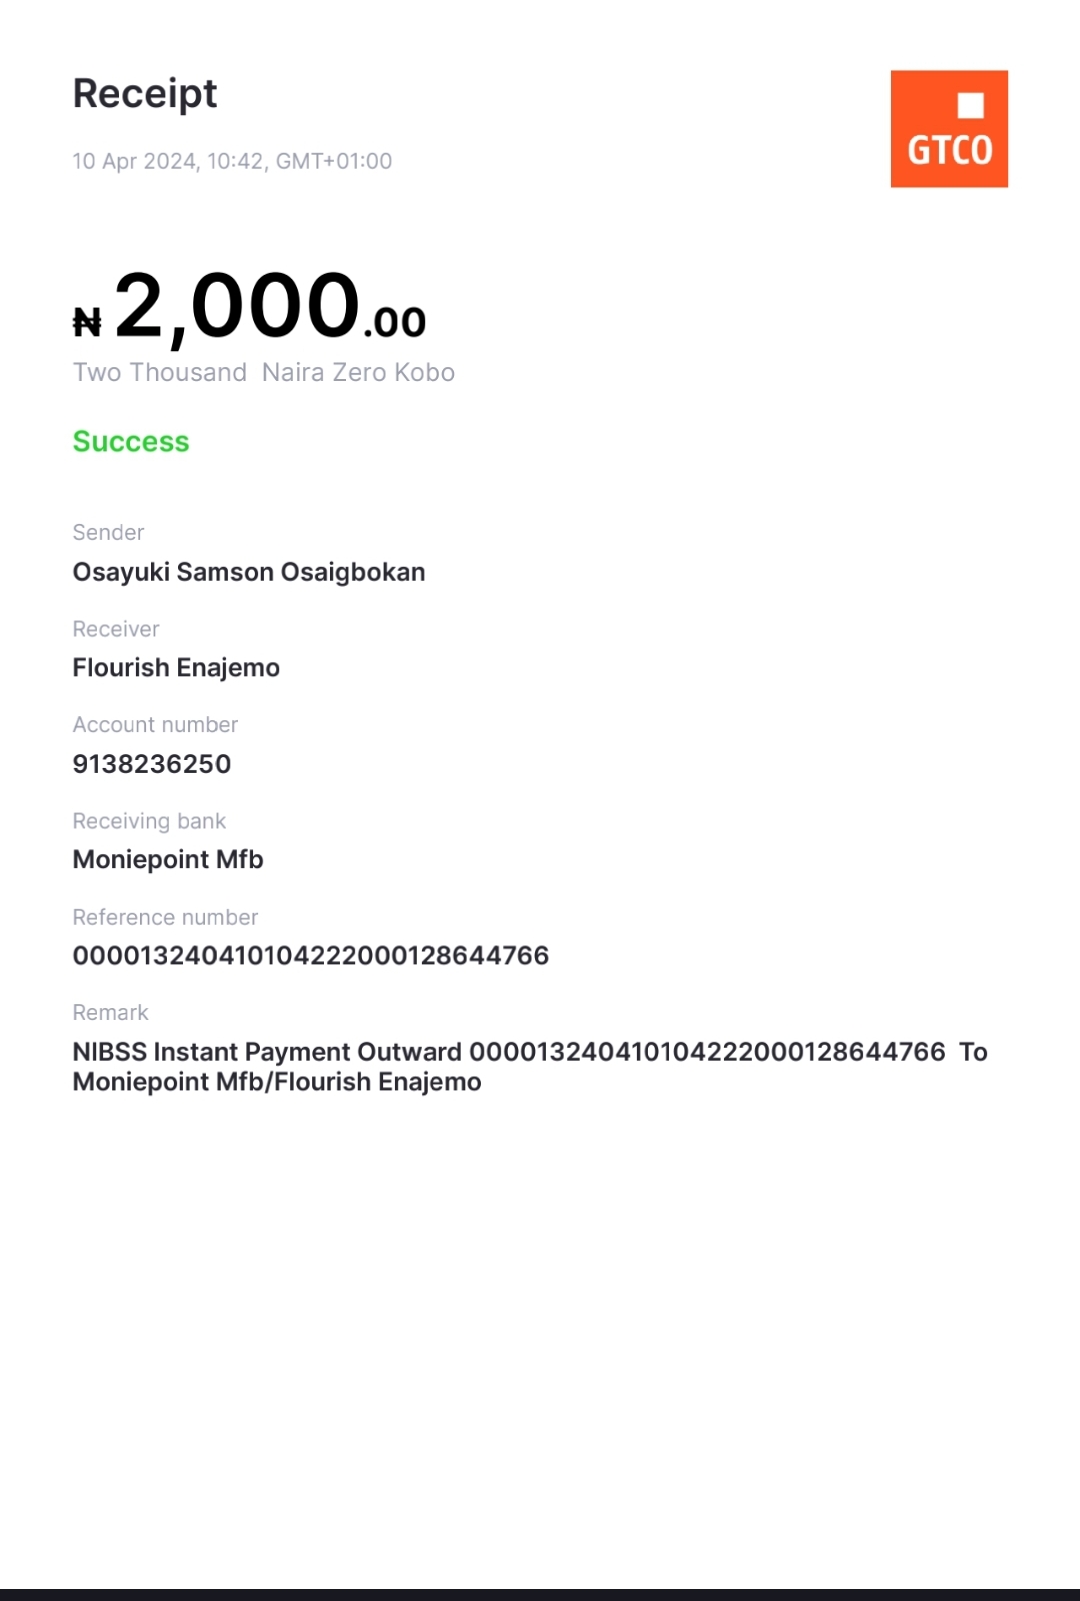 Receipt
GTCO
10 Apr 2024, 10:42, GMT+01:00
₦ 2,000.00
Two Thousand  Naira Zero Kobo
Success
Sender
Osayuki Samson Osaigbokan
Receiver
Flourish Enajemo
Account number
9138236250
Receiving bank
Moniepoint Mfb
Reference number
000013240410104222000128644766
Remark
NIBSS Instant Payment Outward 000013240410104222000128644766  To
Moniepoint Mfb/Flourish Enajemo